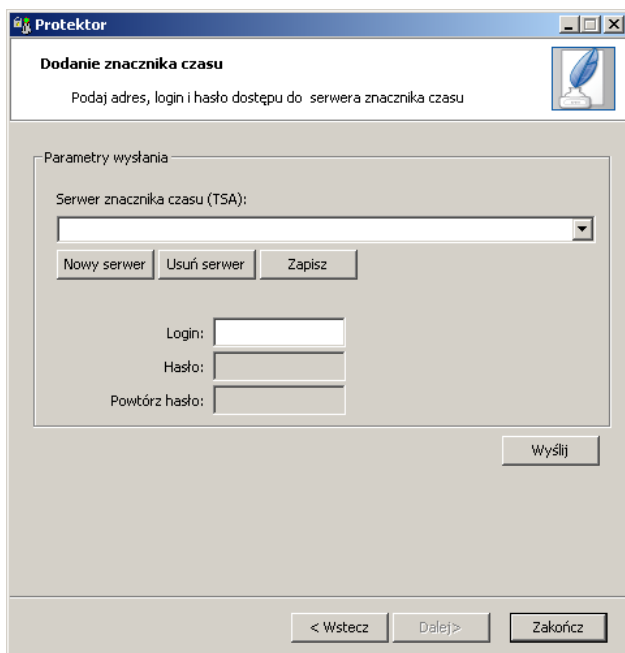 Protektor
Dodanie znacznika czasu
Podaj adres, login i hasło dostępu do serwera znacznika czasu
Parametry wysłania
Serwer znacznika czasu (TSA):
Nowy serwer Usuń serwer Zapisz
Login:
Hasło:
Powtórz hasło:
Wyślij
< Wstecz Dalej> Zakończ